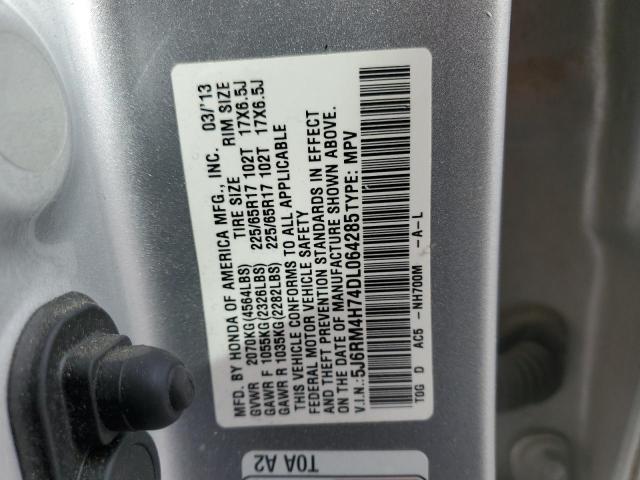 MFD. BY HONDA OF AMERICA MFG., INC. 03/'13
TIRE SIZE RIM SIZE
GVWR 2070KG(4564LBS) 225/65R17 102T 17X6.5J
GAWR F 1055KG(2326LBS) 225/65R17 102T 17X6.5J
GAWR R 1035KG(2282LBS)
THIS VEHICLE CONFORMS TO ALL APPLICABLE
FEDERAL MOTOR VEHICLE SAFETY
AND THEFT PREVENTION STANDARDS IN EFFECT
ON THE DATE OF MANUFACTURE SHOWN ABOVE.
V.I.N.:5J6RM4H74DL064285 TYPE: MPV
TOG D AC5 -NH700M -A-L
T0A A2